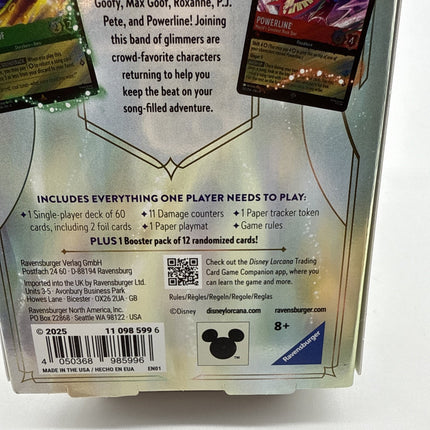 Goofy, Max Goof, Roxanne, P.J.
Pete, and Powerline! Joining
this band of glimmers are
crowd-favorite characters
returning to help you
keep the beat on your
song-filled adventure.
POWERLINE
INCLUDES EVERYTHING ONE PLAYER NEEDS TO PLAY:
1 Single-player deck of 60 cards, including 2 foil cards
11 Damage counters
1 Paper playmat
1 Paper tracker token
Game rules
PLUS 1 Booster pack of 12 randomized cards!
Ravensburger Verlag GmbH
Postfach 24 60 · D-88194 Ravensburg
Imported into the UK by Ravensburger Ltd.
Units 3-5 · Avonbury Business Park
Howes Lane · Bicester · OX26 2UA · GB
Ravensburger North America, Inc.
PO Box 22868 · Seattle WA 98122 · USA
Check out the Disney Lorcana Trading
Card Game Companion app, where you
can learn the game and more.
Rules/Règles/Regeln/Regole/Reglas
©Disney
disneylorcana.com
ravensburger.com
© 2025
11 098 599 6
4 050368 985996
MADE IN THE USA / HECHO EN EUA
EN01
8+
Ravensburger